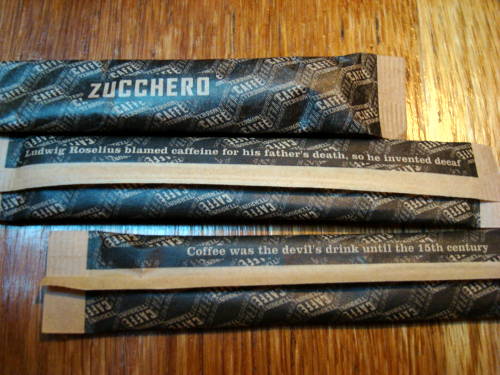 ZUCCHERO
Ludwig Roselius blamed caffeine for his father's death, so he invented decaf
Coffee was the devil's drink until the 15th century